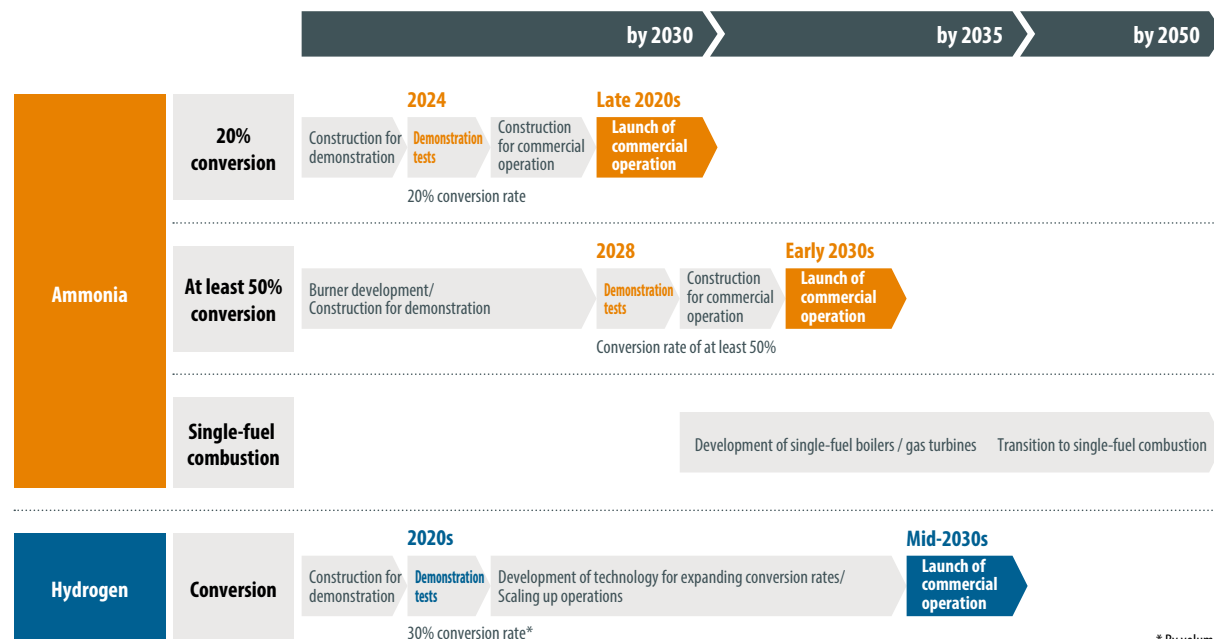 by 2030
by 2035
by 2050
Ammonia
20%
conversion
Construction for
demonstration
2024
Demonstration
tests
Construction
for commercial
operation
Late 2020s
Launch of
commercial
operation
20% conversion rate
At least 50%
conversion
Burner development/
Construction for demonstration
2028
Demonstration
tests
Construction
for commercial
operation
Early 2030s
Launch of
commercial
operation
Conversion rate of at least 50%
Single-fuel
combustion
Development of single-fuel boilers / gas turbines
Transition to single-fuel combustion
Hydrogen
Conversion
Construction for
demonstration
2020s
Demonstration
tests
Development of technology for expanding conversion rates/
Scaling up operations
Mid-2030s
Launch of
commercial
operation
30% conversion rate*
* By